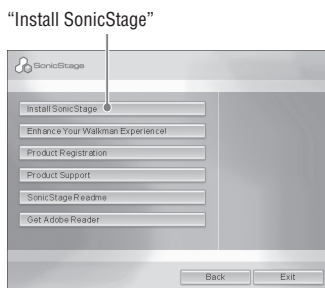 “Install SonicStage”
SonicStage
Install SonicStage
Enhance Your Walkman Experience!
Product Registration
Product Support
SonicStage Readme
Get Adobe Reader
Back Exit